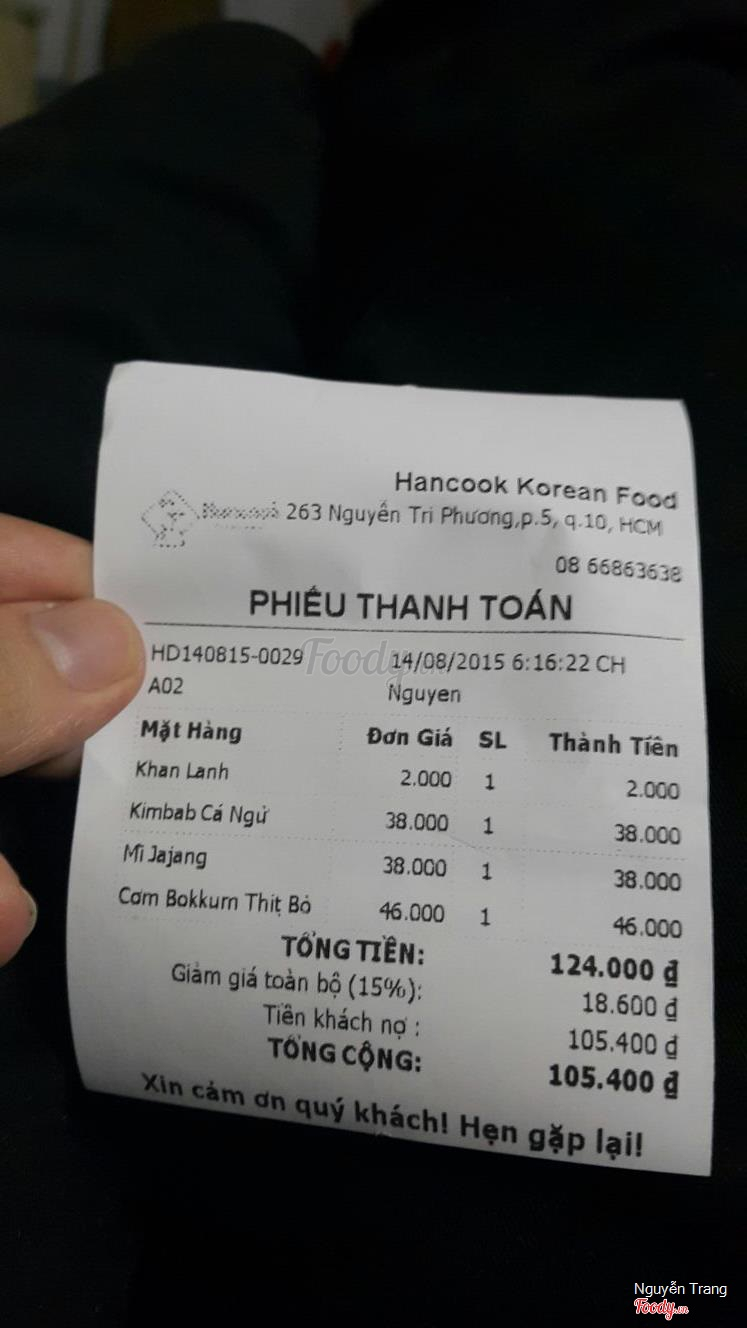 Hancook Korean Food
263 Nguyễn Tri Phương,p.5, q.10, HCM
08 66863638
PHIẾU THANH TOÁN
HD140815-0029 14/08/2015 6:16:22 CH
A02 Nguyen
Mặt Hàng Đơn Giá SL Thành Tiền
Khan Lanh 2.000 1 2.000
Kimbab Cá Ngừ 38.000 1 38.000
Mì Jajang 38.000 1 38.000
Cơm Bokkum Thịt Bò 46.000 1 46.000
TỔNG TIỀN: 124.000 ₫
Giảm giá toàn bộ (15%): 18.600 ₫
Tiền khách nợ : 105.400 ₫
TỔNG CỘNG: 105.400 ₫
Xin cảm ơn quý khách! Hẹn gặp lại!
Foody.vn
Nguyễn Trang
Foody.vn